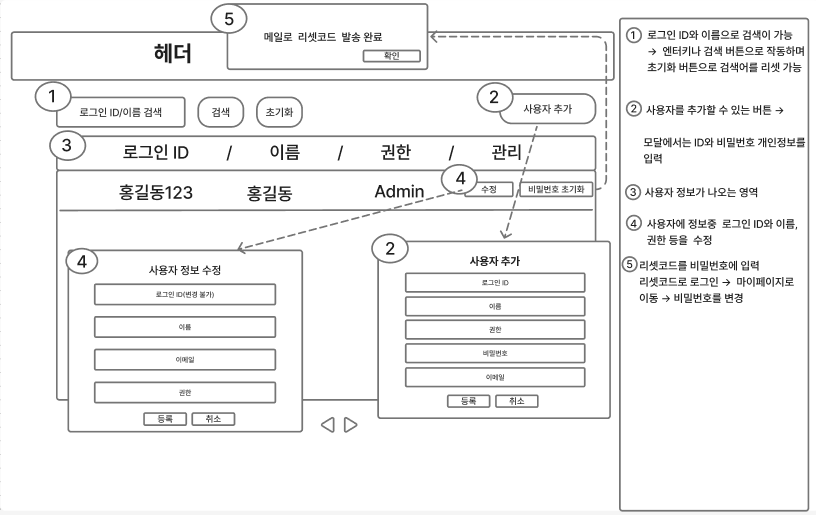 5
메일로 리셋코드 발송 완료
확인
헤더
1
로그인 ID/이름 검색
검색
초기화
2
사용자 추가
3
로그인 ID / 이름 / 권한 / 관리
홍길동123 홍길동 Admin
4
수정
비밀번호 초기화
4
사용자 정보 수정
로그인 ID(변경 불가)
이름
이메일
권한
등록 취소
2
사용자 추가
로그인 ID
이름
권한
비밀번호
이메일
등록 취소
1 로그인 ID와 이름으로 검색이 가능
→ 엔터키나 검색 버튼으로 작동하며
초기화 버튼으로 검색어를 리셋 가능
2 사용자를 추가할 수 있는 버튼 →
모달에서는 ID와 비밀번호 개인정보를
입력
3 사용자 정보가 나오는 영역
4 사용자에 정보중 로그인 ID와 이름,
권한 등을 수정
5 리셋코드를 비밀번호에 입력
리셋코드로 로그인 → 마이페이지로
이동 → 비밀번호를 변경